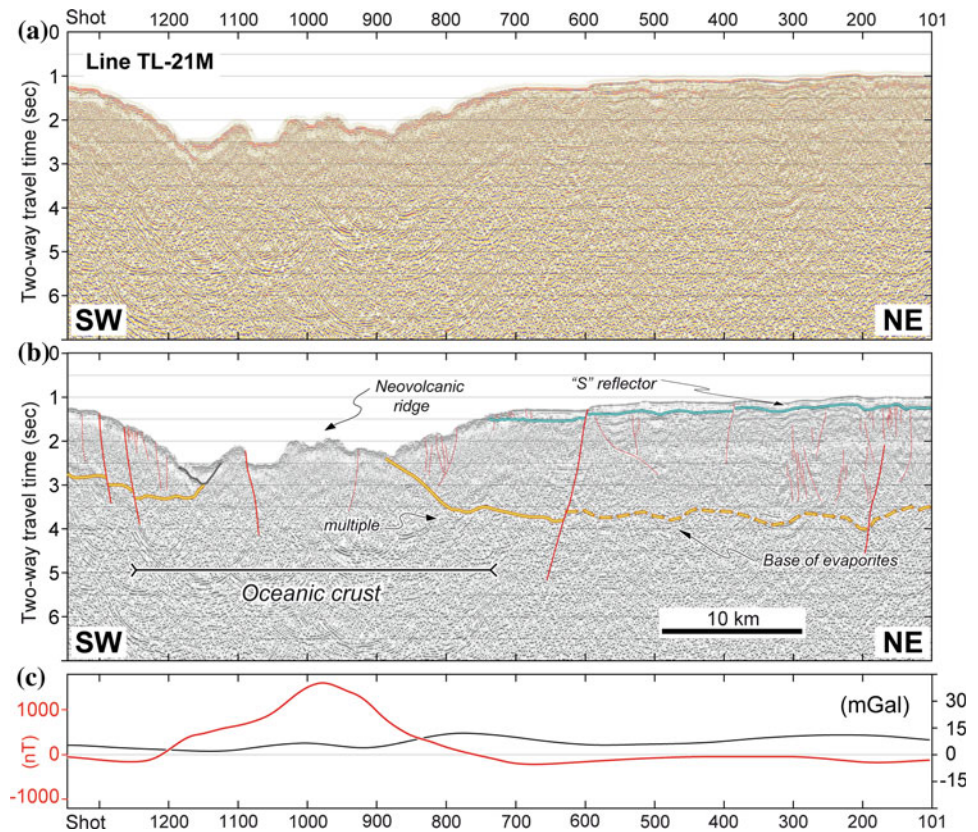 Shot 1200 1100 1000 900 800 700 600 500 400 300 200 101
(a)
0
Line TL-21M
1
2
3
4
5
6
Two-way travel time (sec)
SW
NE
(b)
0
1
2
3
4
5
6
Two-way travel time (sec)
Neovolcanic
ridge
"S" reflector
multiple
Base of evaporites
Oceanic crust
10 km
SW
NE
(c)
1000
0
-1000
(nT)
(mGal)
30
15
0
-15
-30
Shot 1200 1100 1000 900 800 700 600 500 400 300 200 101